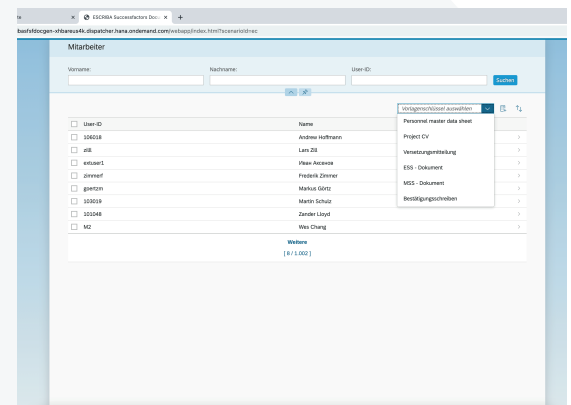 ESCRIBA Successfactors Doc
basfsfdocgen-xhbareus4k.dispatcher.hana.ondemand.com/webapp/index.html?scenarioId=ec
Mitarbeiter
Vorname: Nachname: User-ID:
Suchen
Vorlagenschlüssel auswählen
Personnel master data sheet
Project CV
Versetzungsmitteilung
ESS - Dokument
MSS - Dokument
Bestätigungsschreiben
User-ID Name
106018 Andrew Hoffmann
zilll Lars Zill
extuser1 Иван Аксенов
zimmerf Frederik Zimmer
goertzm Markus Görtz
103019 Martin Schulz
101048 Zander Lloyd
M2 Wes Chang
Weitere
[ 8 / 1.002 ]